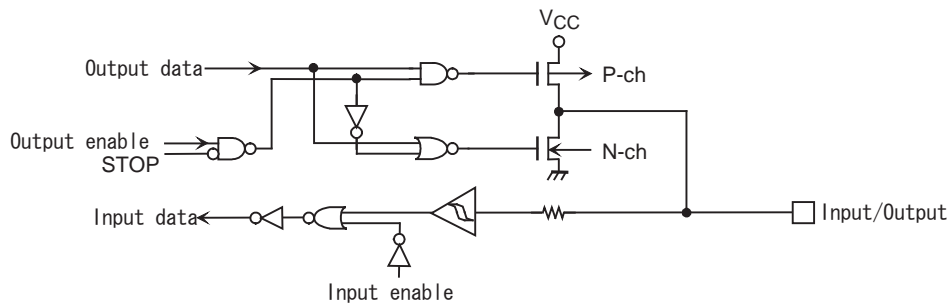 VCC
Output data
P-ch
Output enable
STOP
N-ch
Input data
Input/Output
Input enable